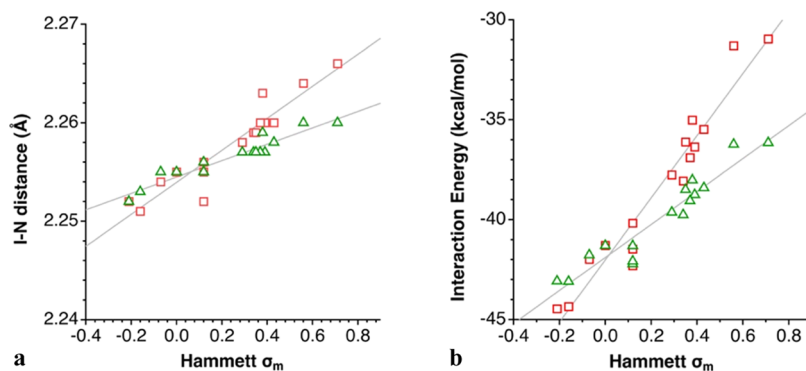 2.27
2.26
2.25
2.24
I-N distance (Å)
-0.4 -0.2 0.0 0.2 0.4 0.6 0.8
Hammett σm
a
-30
-35
-40
-45
Interaction Energy (kcal/mol)
-0.4 -0.2 0.0 0.2 0.4 0.6 0.8
Hammett σm
b